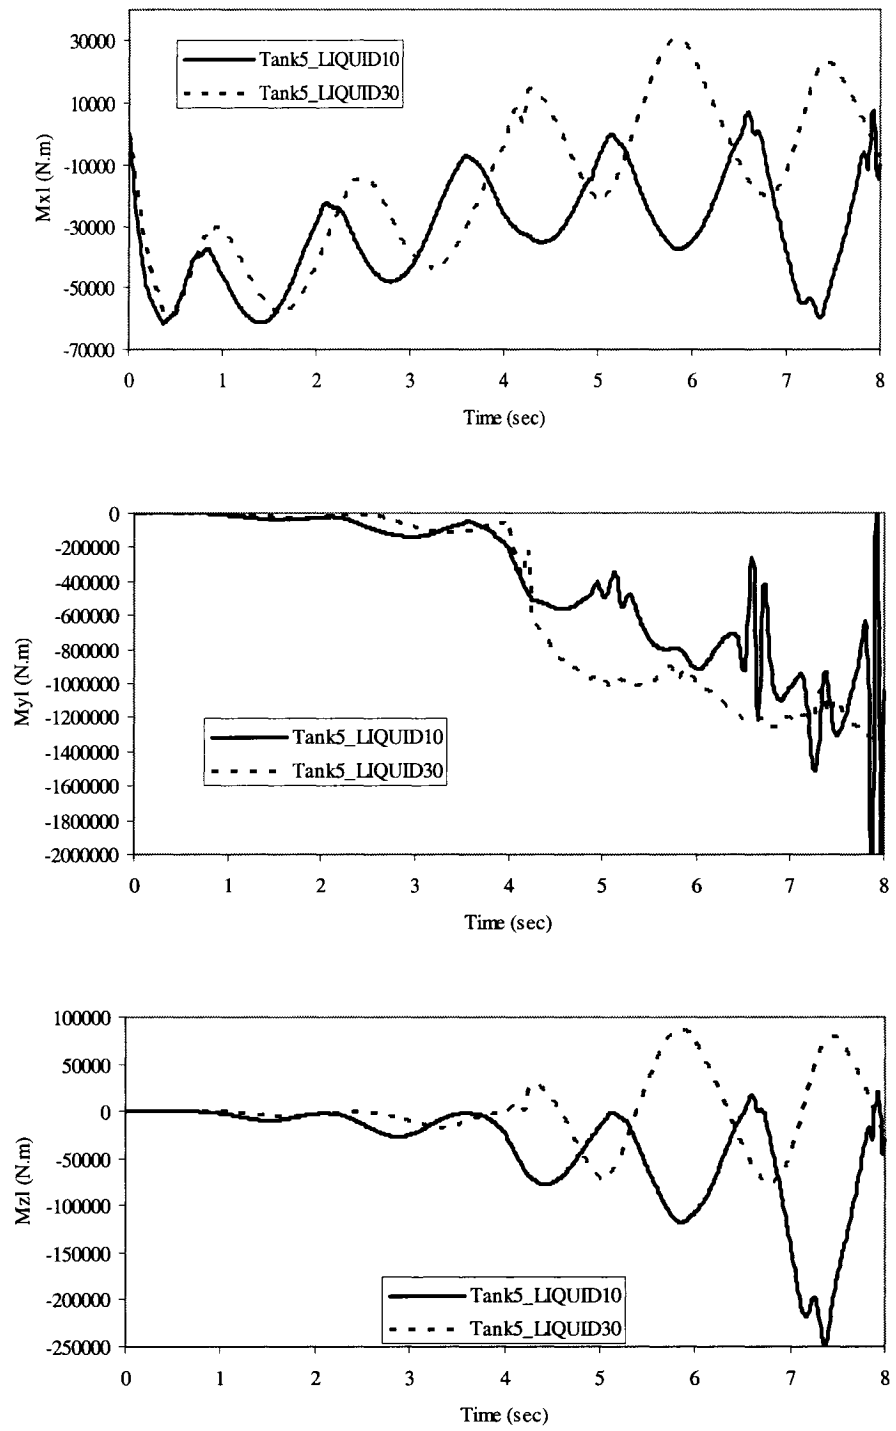 30000
10000
-10000
-30000
-50000
-70000
Mx1 (N.m)
Tank5_LIQUID10
Tank5_LIQUID30
0 1 2 3 4 5 6 7 8
Time (sec)
0
-200000
-400000
-600000
-800000
-1000000
-1200000
-1400000
-1600000
-1800000
-2000000
My1 (N.m)
Tank5_LIQUID10
Tank5_LIQUID30
0 1 2 3 4 5 6 7 8
Time (sec)
100000
50000
0
-50000
-100000
-150000
-200000
-250000
Mz1 (N.m)
Tank5_LIQUID10
Tank5_LIQUID30
0 1 2 3 4 5 6 7 8
Time (sec)